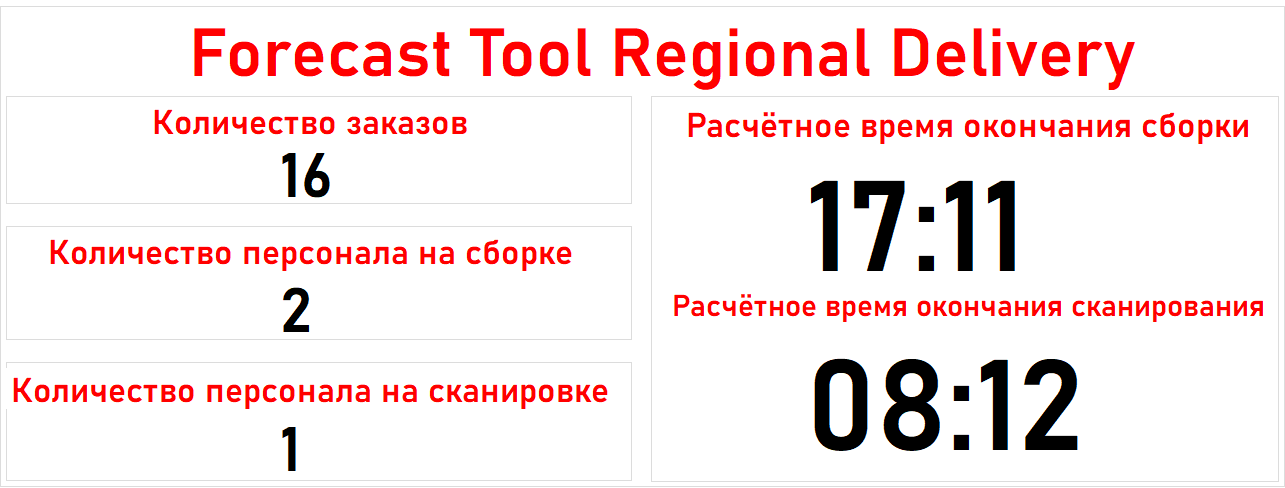 Forecast Tool Regional Delivery
Количество заказов
16
Количество персонала на сборке
2
Количество персонала на сканировке
1
Расчётное время окончания сборки
17:11
Расчётное время окончания сканирования
08:12